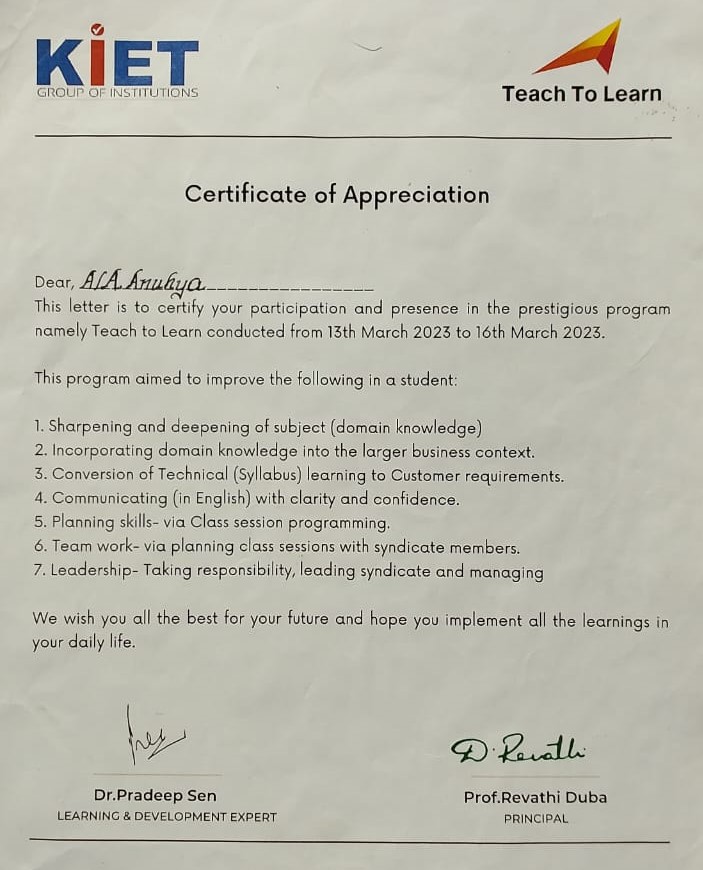 KiET
GROUP OF INSTITUTIONS
Teach To Learn
Certificate of Appreciation
Dear, Anuhya
This letter is to certify your participation and presence in the prestigious program
namely Teach to Learn conducted from 13th March 2023 to 16th March 2023.
This program aimed to improve the following in a student:
1. Sharpening and deepening of subject (domain knowledge)
2. Incorporating domain knowledge into the larger business context.
3. Conversion of Technical (Syllabus) learning to Customer requirements.
4. Communicating (in English) with clarity and confidence.
5. Planning skills- via Class session programming.
6. Team work- via planning class sessions with syndicate members.
7. Leadership- Taking responsibility, leading syndicate and managing
We wish you all the best for your future and hope you implement all the learnings in
your daily life.
D. Revathi
Dr.Pradeep Sen
LEARNING & DEVELOPMENT EXPERT
Prof.Revathi Duba
PRINCIPAL